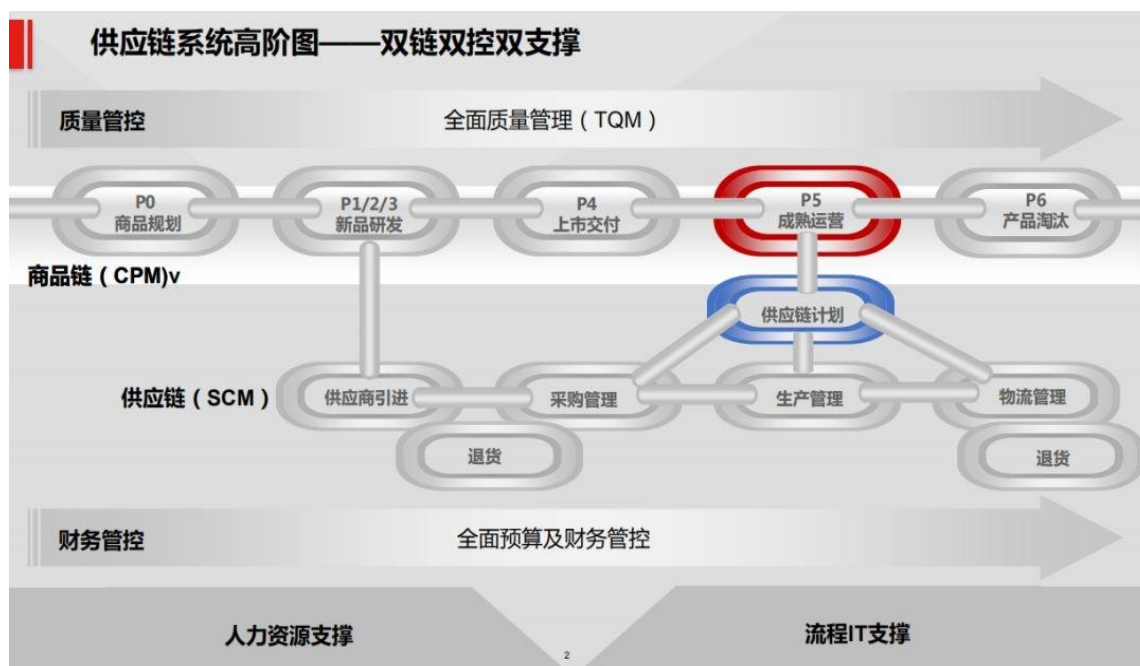 供应链系统高阶图——双链双控双支撑
质量管控
全面质量管理（TQM）
P0
商品规划
P1/2/3
新品研发
P4
上市交付
P5
成熟运营
P6
产品淘汰
商品链（CPM)v
供应链计划
供应链（SCM）
供应商引进
采购管理
生产管理
物流管理
退货
退货
财务管控
全面预算及财务管控
人力资源支撑
流程IT支撑
2